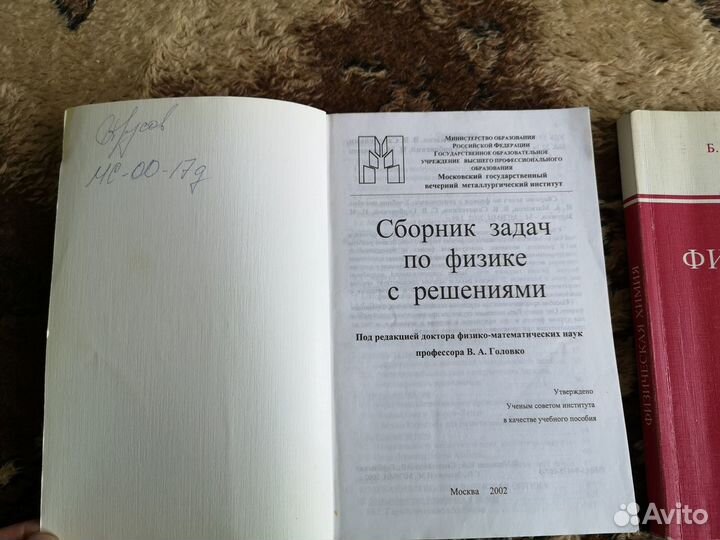 МС-00-17д
МИНИСТЕРСТВО ОБРАЗОВАНИЯ
РОССИЙСКОЙ ФЕДЕРАЦИИ
ГОСУДАРСТВЕННОЕ ОБРАЗОВАТЕЛЬНОЕ
УЧРЕЖДЕНИЕ ВЫСШЕГО ПРОФЕССИОНАЛЬНОГО
ОБРАЗОВАНИЯ
Московский государственный
вечерний металлургический институт
Сборник задач
по физике
с решениями
Под редакцией доктора физико-математических наук
профессора В. А. Головко
Утверждено
Ученым советом института
в качестве учебного пособия
Москва 2002
Б.
ФИ
ФИЗИЧЕСКАЯ ХИМИЯ
Avito